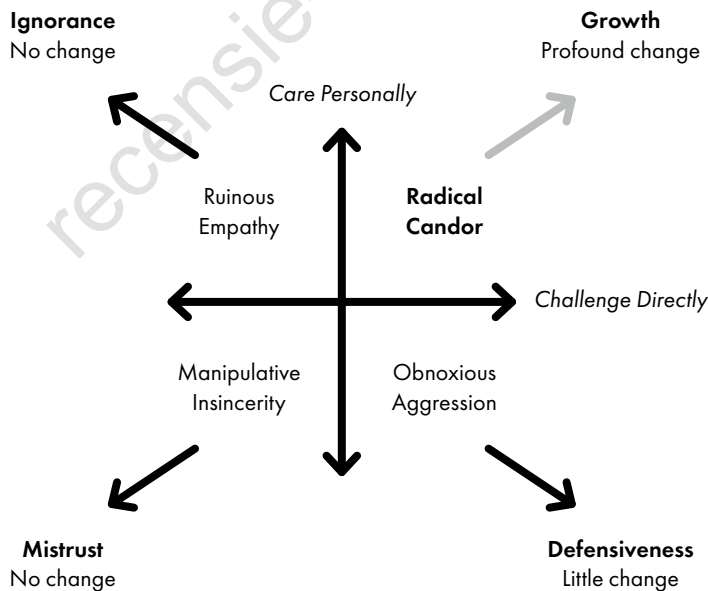 Ignorance
No change
Growth
Profound change
recensie
Care Personally
Ruinous
Empathy
Radical
Candor
Challenge Directly
Manipulative
Insincerity
Obnoxious
Aggression
Mistrust
No change
Defensiveness
Little change